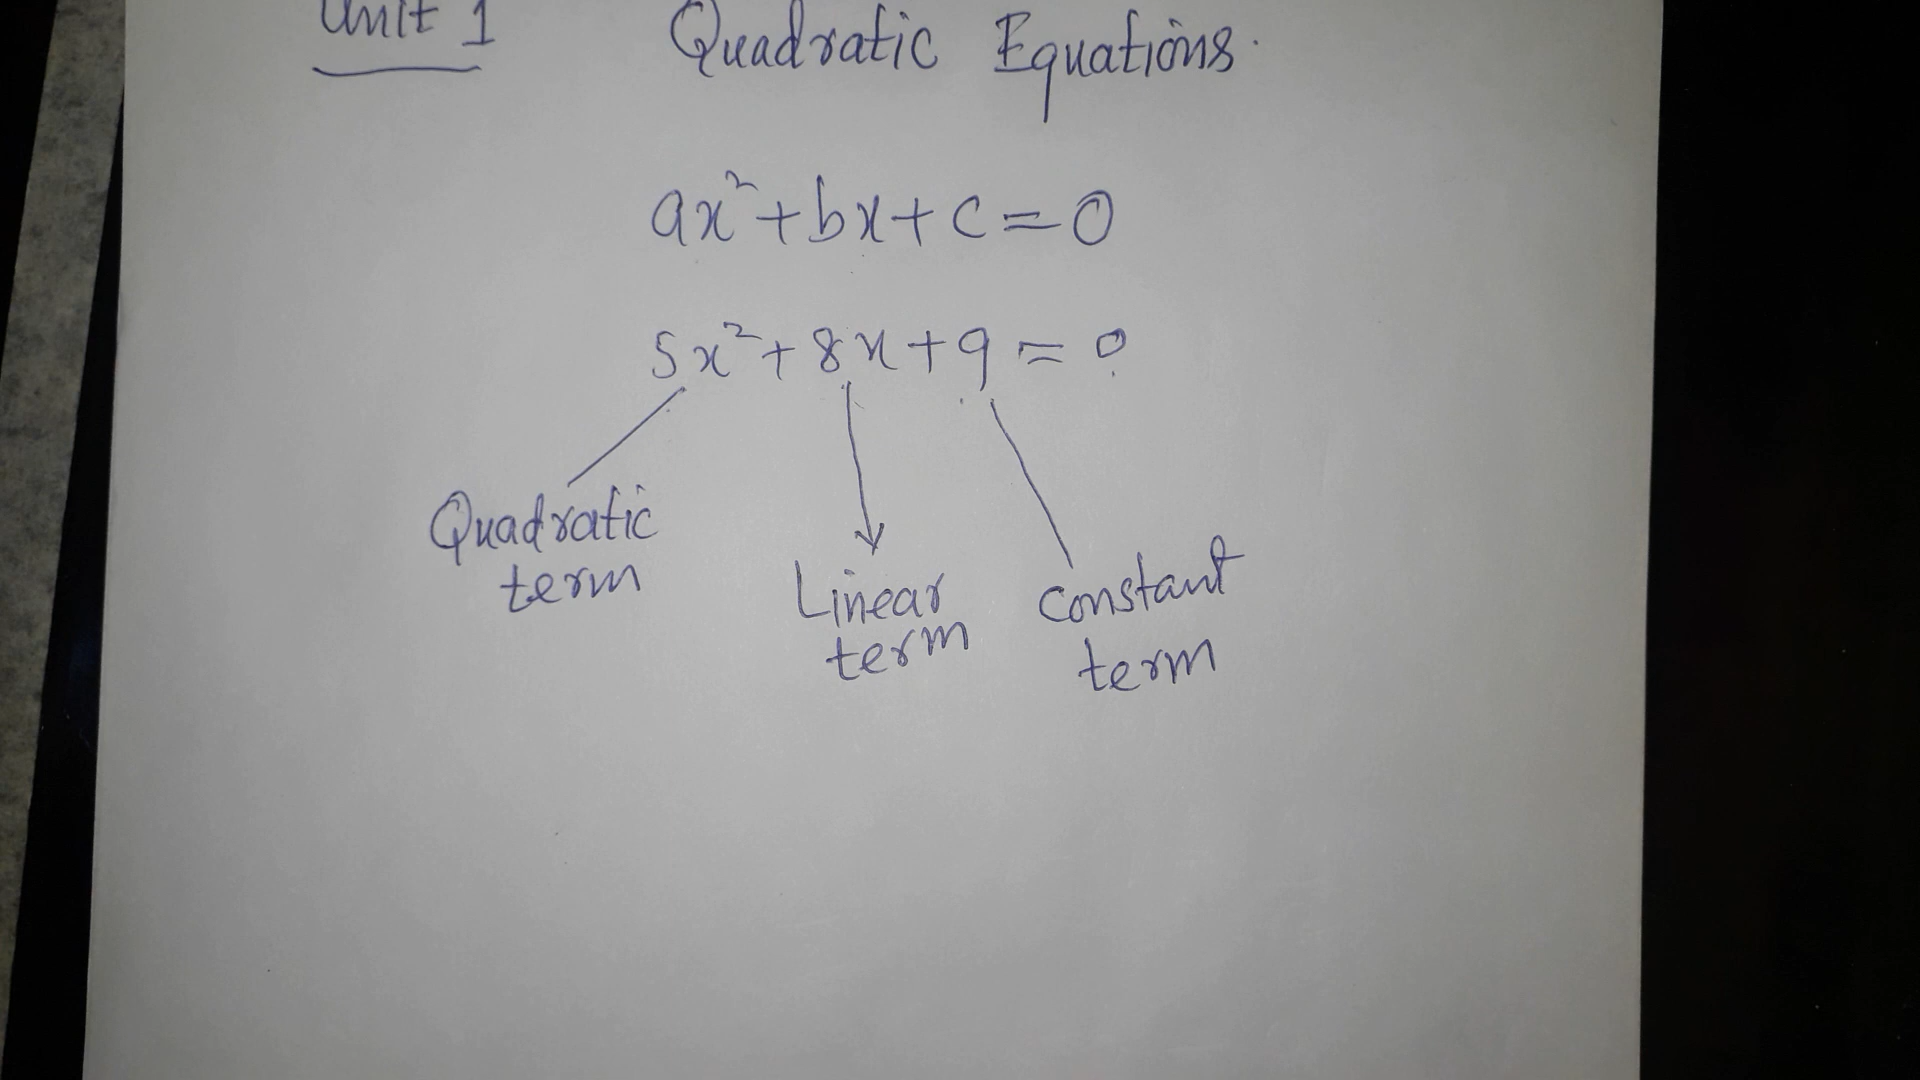 Unit 1 Quadratic Equations.
ax²+bx+c=0
5x²+8x+9=0
Quadratic term
Linear term
constant term